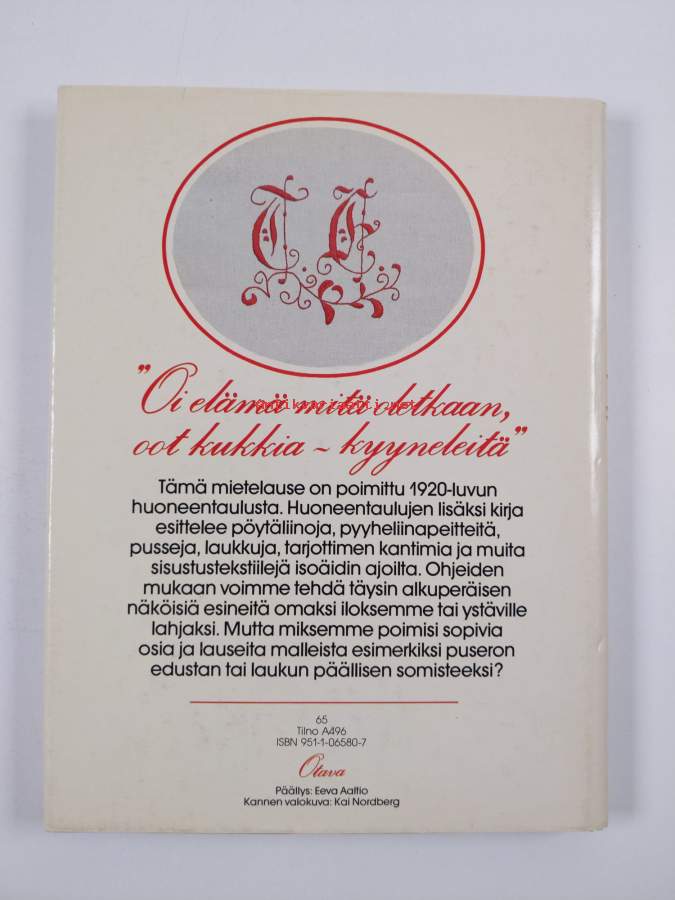 "Oi elämä mitä oletkaan,
oot kukkia ~ kyyneleitä"
Tämä mietelause on poimittu 1920-luvun
huoneentaulusta. Huoneentaulujen lisäksi kirja
esittelee pöytäliinoja, pyyheliinapeitteitä,
pusseja, laukkuja, tarjottimen kantimia ja muita
sisustustekstiilejä isoäidin ajoilta. Ohjeiden
mukaan voimme tehdä täysin alkuperäisen
näköisiä esineitä omaksi iloksemme tai ystäville
lahjaksi. Mutta miksemme poimisi sopivia
osia ja lauseita malleista esimerkiksi puseron
edustan tai laukun päällisen somisteeksi?
65
Tilno A496
ISBN 951-1-06580-7
Otava
Päällys: Eeva Aaltio
Kannen valokuva: Kai Nordberg